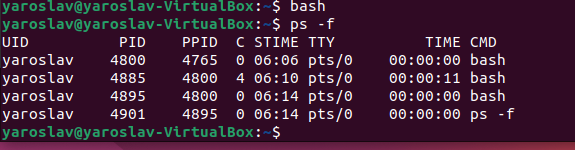 yaroslav@yaroslav-VirtualBox:~$ bash
yaroslav@yaroslav-VirtualBox:~$ ps -f
UID          PID    PPID  C STIME TTY          TIME CMD
yaroslav    4800    4765  0 06:06 pts/0    00:00:00 bash
yaroslav    4885    4800  4 06:10 pts/0    00:00:11 bash
yaroslav    4895    4800  0 06:14 pts/0    00:00:00 bash
yaroslav    4901    4895  0 06:14 pts/0    00:00:00 ps -f
yaroslav@yaroslav-VirtualBox:~$